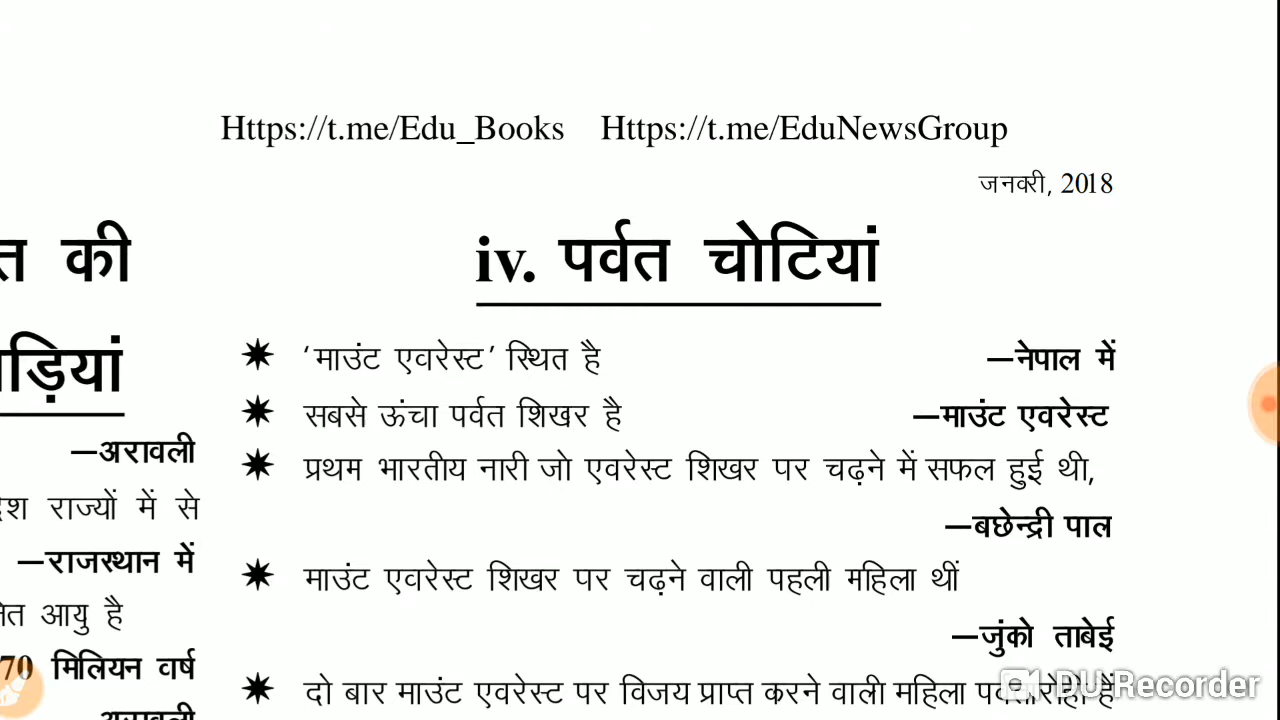 Https://t.me/Edu_Books Https://t.me/EduNewsGroup
जनवरी, 2018
त की
ड़ियां
—अरावली
राज्यों में से
—राजस्थान में
आयु है
70 मिलियन वर्ष
iv. पर्वत चोटियां
✷ ‘माउंट एवरेस्ट’ स्थित है —नेपाल में
✷ सबसे ऊंचा पर्वत शिखर है —माउंट एवरेस्ट
✷ प्रथम भारतीय नारी जो एवरेस्ट शिखर पर चढ़ने में सफल हुई थी,
—बछेन्द्री पाल
✷ माउंट एवरेस्ट शिखर पर चढ़ने वाली पहली महिला थीं
—जुंको ताबेई
✷ दो बार माउंट एवरेस्ट पर विजय प्राप्त करने वाली महिला पर्वतारोही हैं
DU Recorder